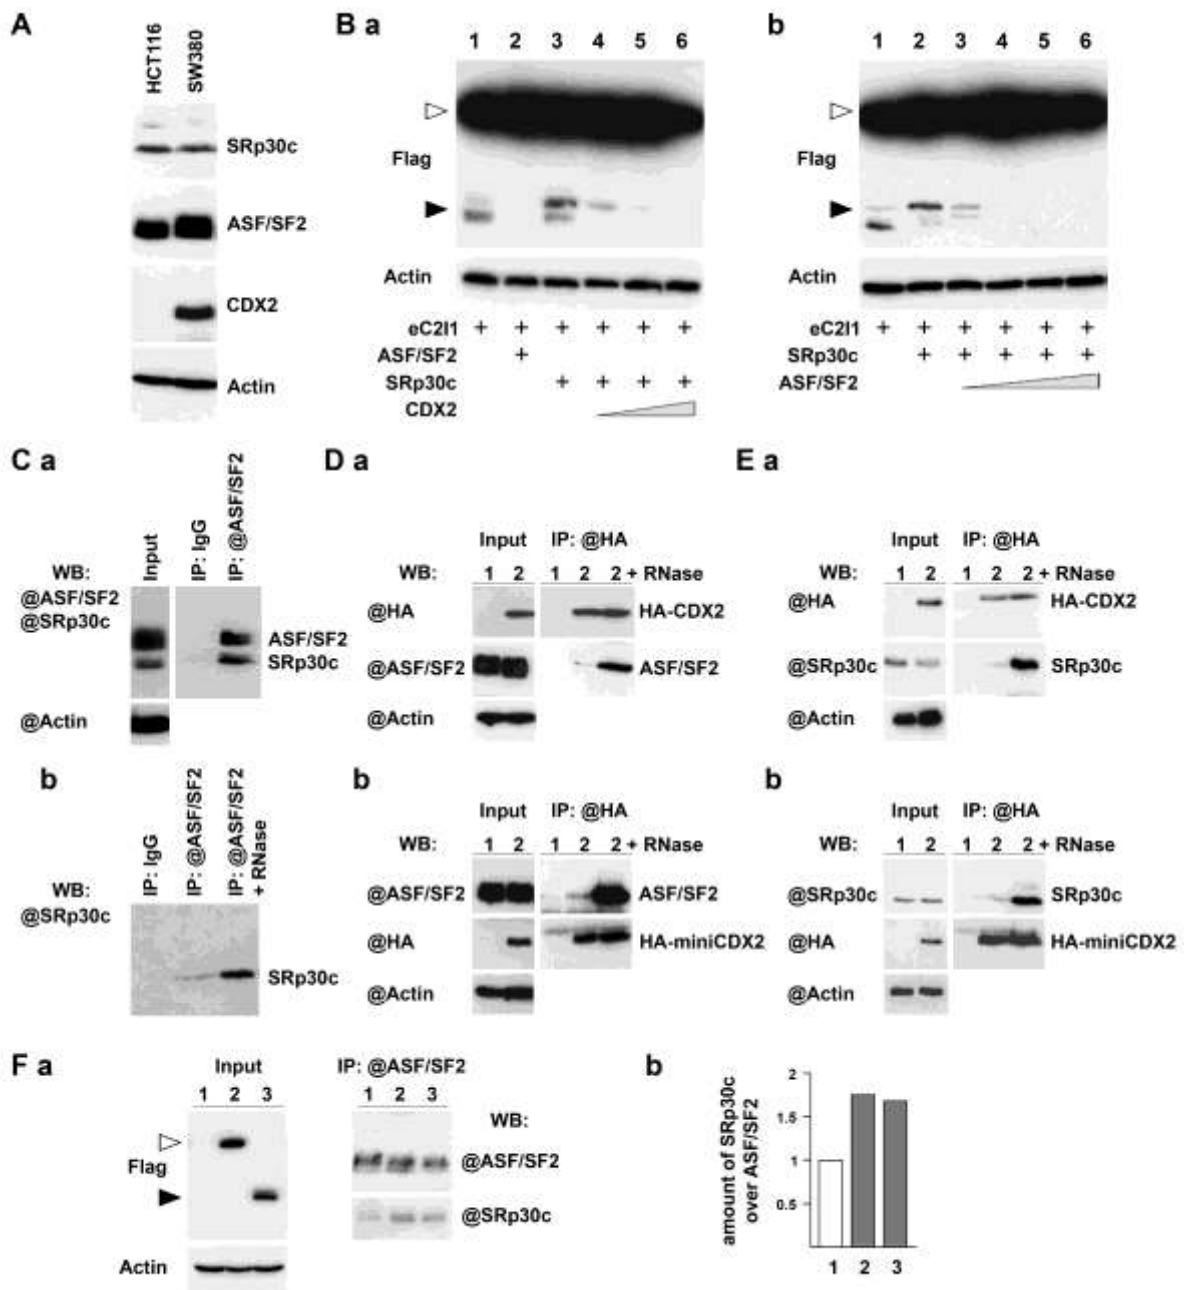 A
HCT116
SW380
SRp30c
ASF/SF2
CDX2
Actin
B a
1 2 3 4 5 6
Flag
Actin
eC2I1 + + + + + +
ASF/SF2 +
SRp30c + + + +
CDX2
b
1 2 3 4 5 6
Flag
Actin
eC2I1 + + + + + +
SRp30c + + + + +
ASF/SF2
C a
Input
IP: IgG
IP: @ASF/SF2
WB:
@ASF/SF2
@SRp30c
ASF/SF2
SRp30c
@Actin
b
IP: IgG
IP: @ASF/SF2
IP: @ASF/SF2
+ RNase
WB:
@SRp30c
SRp30c
D a
Input IP: @HA
WB: 1 2 1 2 2 + RNase
@HA HA-CDX2
@ASF/SF2 ASF/SF2
@Actin
b
Input IP: @HA
WB: 1 2 1 2 2 + RNase
@ASF/SF2 ASF/SF2
@HA HA-miniCDX2
@Actin
E a
Input IP: @HA
WB: 1 2 1 2 2 + RNase
@HA HA-CDX2
@SRp30c SRp30c
@Actin
b
Input IP: @HA
WB: 1 2 1 2 2 + RNase
@SRp30c SRp30c
@HA HA-miniCDX2
@Actin
F a
Input
1 2 3
Flag
Actin
IP: @ASF/SF2
1 2 3
WB:
@ASF/SF2
@SRp30c
b
amount of SRp30c
over ASF/SF2
2
1.5
1
0.5
1 2 3